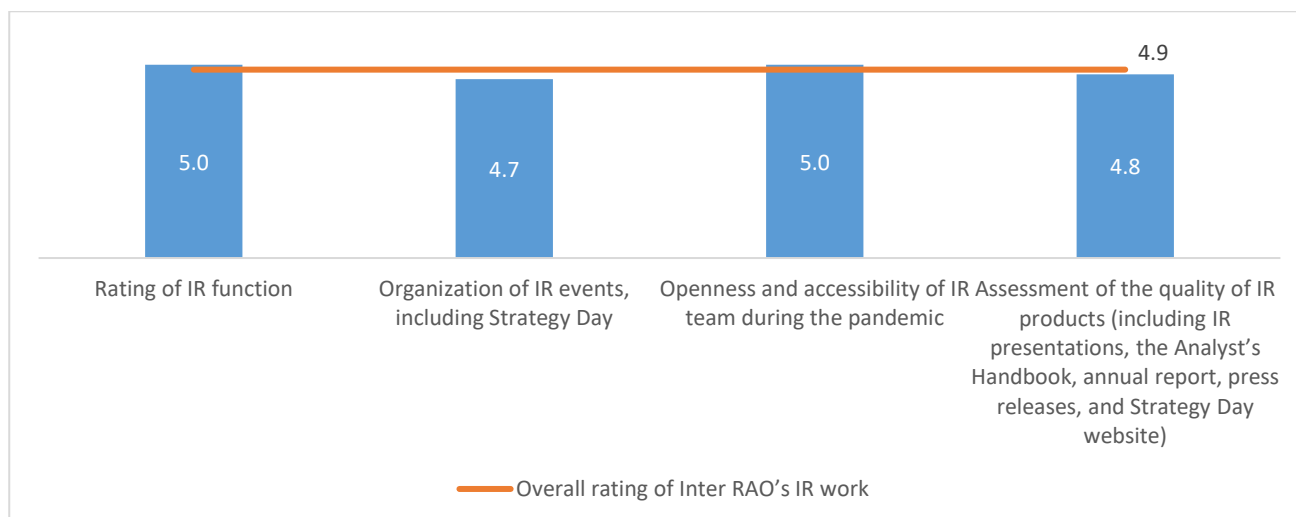 4.9
5.0
4.7
5.0
4.8
Rating of IR function
Organization of IR events,
including Strategy Day
Openness and accessibility of IR
team during the pandemic
Assessment of the quality of IR
products (including IR
presentations, the Analyst’s
Handbook, annual report, press
releases, and Strategy Day
website)
Overall rating of Inter RAO’s IR work